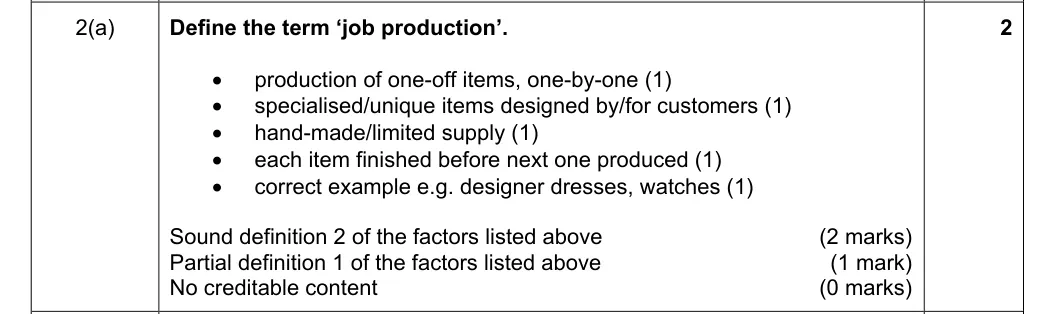 2(a) Define the term ‘job production’. 2
• production of one-off items, one-by-one (1)
• specialised/unique items designed by/for customers (1)
• hand-made/limited supply (1)
• each item finished before next one produced (1)
• correct example e.g. designer dresses, watches (1)
Sound definition 2 of the factors listed above (2 marks)
Partial definition 1 of the factors listed above (1 mark)
No creditable content (0 marks)